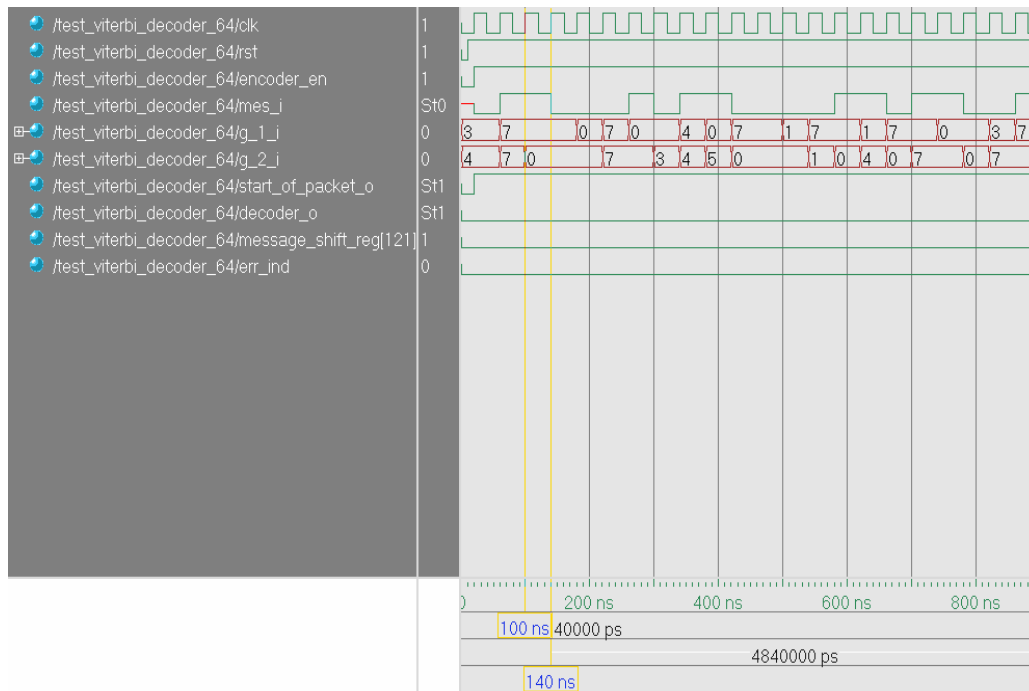 /test_viterbi_decoder_64/clk 1
/test_viterbi_decoder_64/rst 1
/test_viterbi_decoder_64/encoder_en 1
/test_viterbi_decoder_64/mes_i St0
/test_viterbi_decoder_64/g_1_i 0 3 7 0 7 0 4 0 7 1 7 1 7 0 3 7
/test_viterbi_decoder_64/g_2_i 0 4 7 0 7 3 4 5 0 1 0 4 0 7 0 7
/test_viterbi_decoder_64/start_of_packet_o St1
/test_viterbi_decoder_64/decoder_o St1
/test_viterbi_decoder_64/message_shift_reg[121] 1
/test_viterbi_decoder_64/err_ind 0
200 ns 400 ns 600 ns 800 ns
100 ns 40000 ps
4840000 ps
140 ns